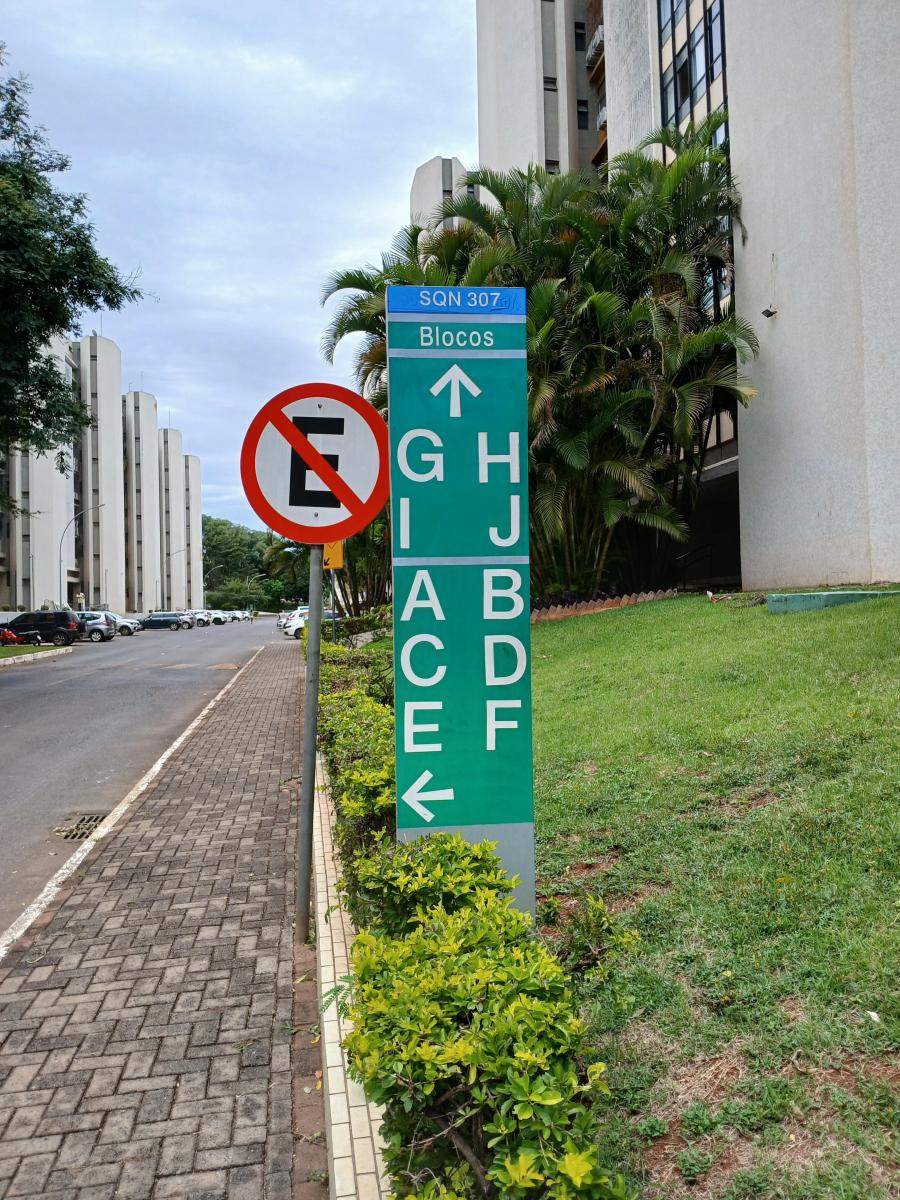 SQN 307
Blocos
↑
G H
I J
A B
C D
E F
←
E